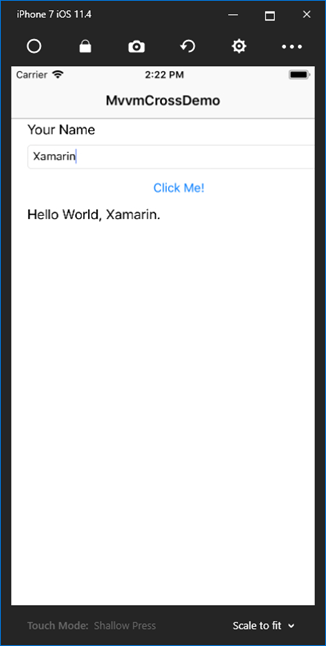 iPhone 7 iOS 11.4
Carrier 2:22 PM
MvvmCrossDemo
Your Name
Xamarin
Click Me!
Hello World, Xamarin.
Touch Mode: Shallow Press Scale to fit